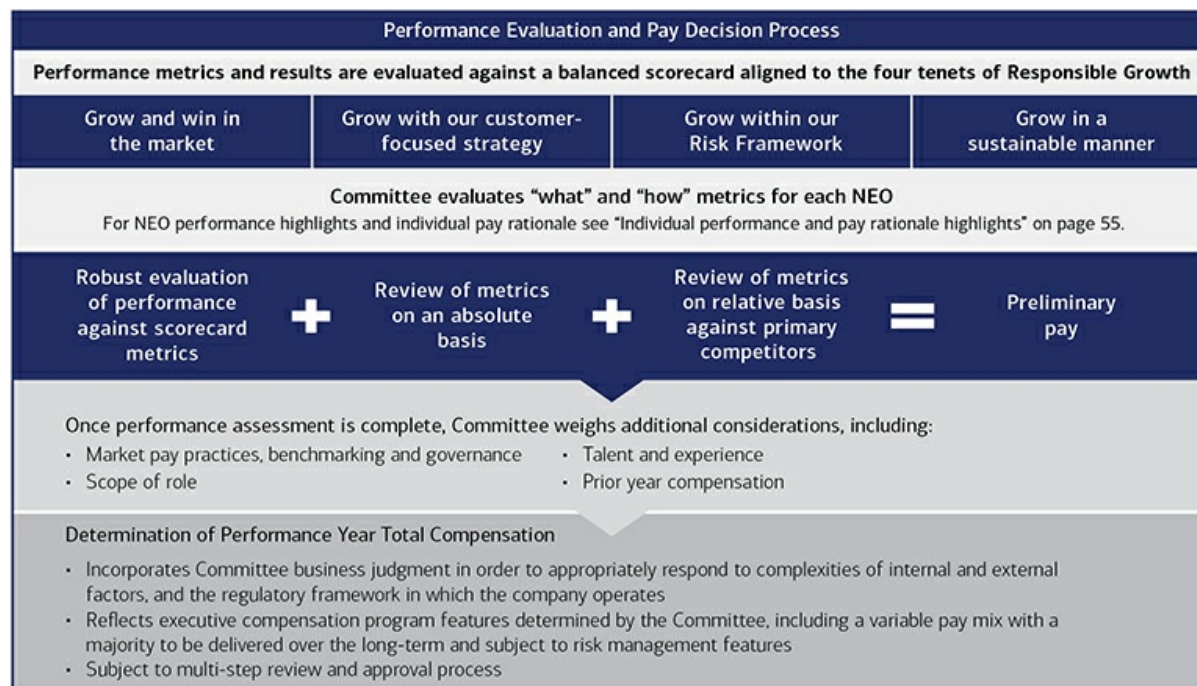 Performance Evaluation and Pay Decision Process
Performance metrics and results are evaluated against a balanced scorecard aligned to the four tenets of Responsible Growth
Grow and win in
the market
Grow with our customer-
focused strategy
Grow within our
Risk Framework
Grow in a
sustainable manner
Committee evaluates “what” and “how” metrics for each NEO
For NEO performance highlights and individual pay rationale see “Individual performance and pay rationale highlights” on page 55.
Robust evaluation
of performance
against scorecard
metrics
+
Review of metrics
on an absolute
basis
+
Review of metrics
on relative basis
against primary
competitors
=
Preliminary
pay
Once performance assessment is complete, Committee weighs additional considerations, including:
• Market pay practices, benchmarking and governance
• Scope of role
• Talent and experience
• Prior year compensation
Determination of Performance Year Total Compensation
• Incorporates Committee business judgment in order to appropriately respond to complexities of internal and external
factors, and the regulatory framework in which the company operates
• Reflects executive compensation program features determined by the Committee, including a variable pay mix with a
majority to be delivered over the long-term and subject to risk management features
• Subject to multi-step review and approval process